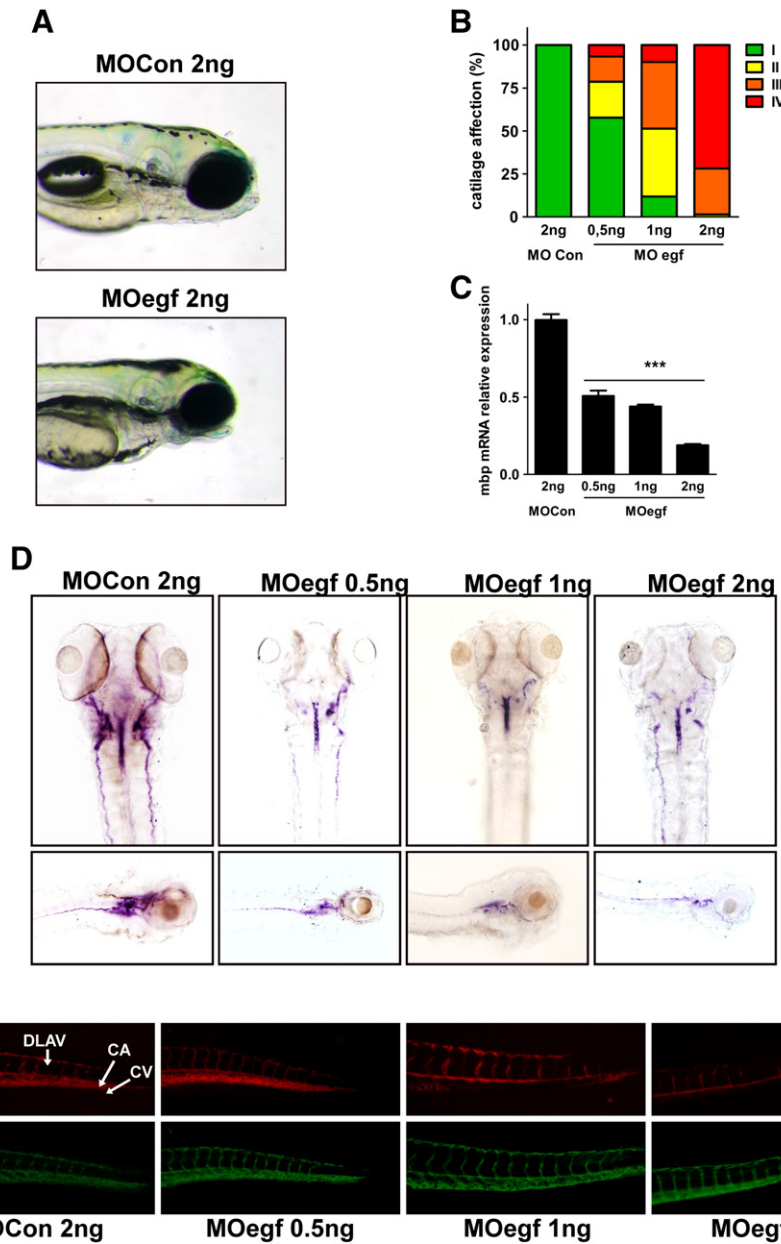 A
MOCon 2ng
MOegf 2ng
B
catilage affection (%)
100
75
50
25
0
I
II
III
IV
2ng 0,5ng 1ng 2ng
MO Con MO egf
C
mbp mRNA relative expression
1.0
0.5
0.0
***
2ng 0.5ng 1ng 2ng
MOCon MOegf
D
MOCon 2ng MOegf 0.5ng MOegf 1ng MOegf 2ng
DLAV
CA
CV
OCon 2ng MOegf 0.5ng MOegf 1ng MOegf